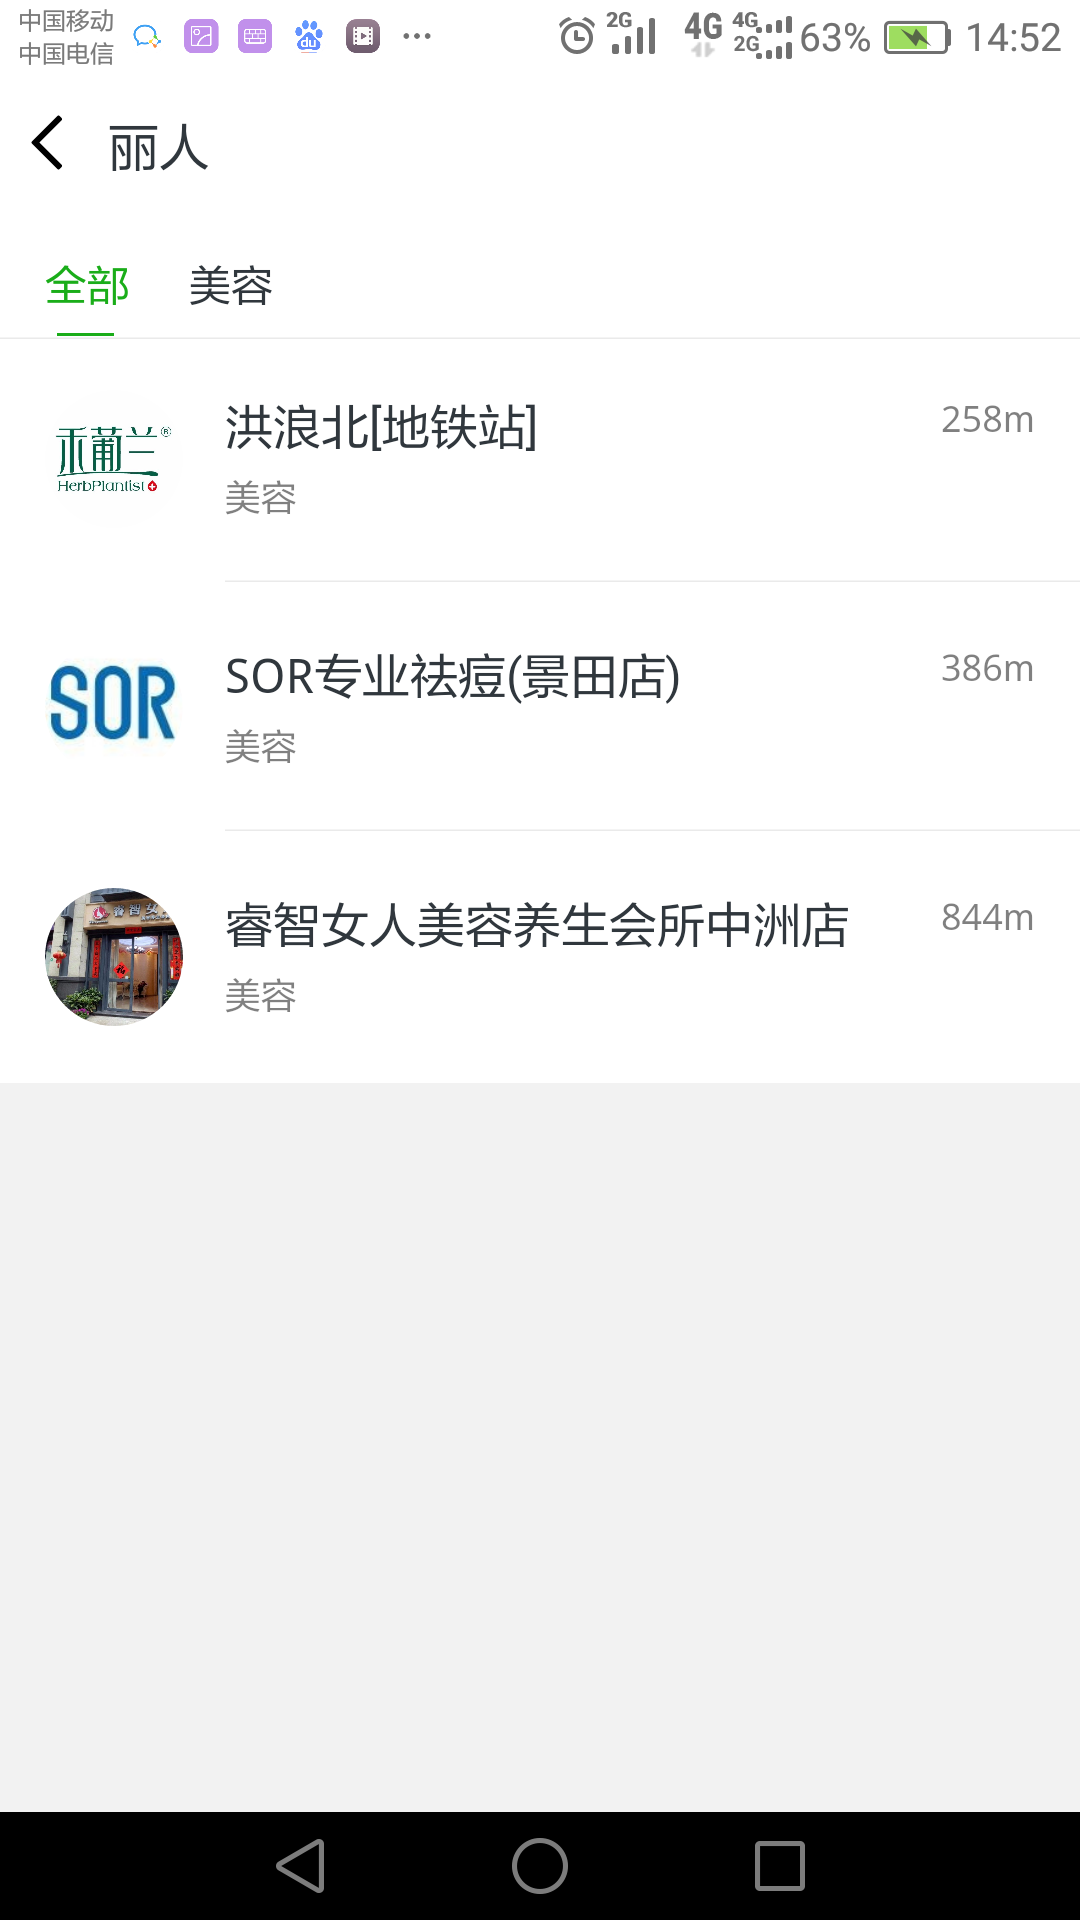 中国移动
中国电信
du
2G
4G
4G
2G
63%
14:52
丽人
全部
美容
禾葡兰®
HerbPlantist
洪浪北[地铁站]
258m
美容
SOR
SOR专业祛痘(景田店)
386m
美容
睿智女人美容养生会所中洲店
844m
美容